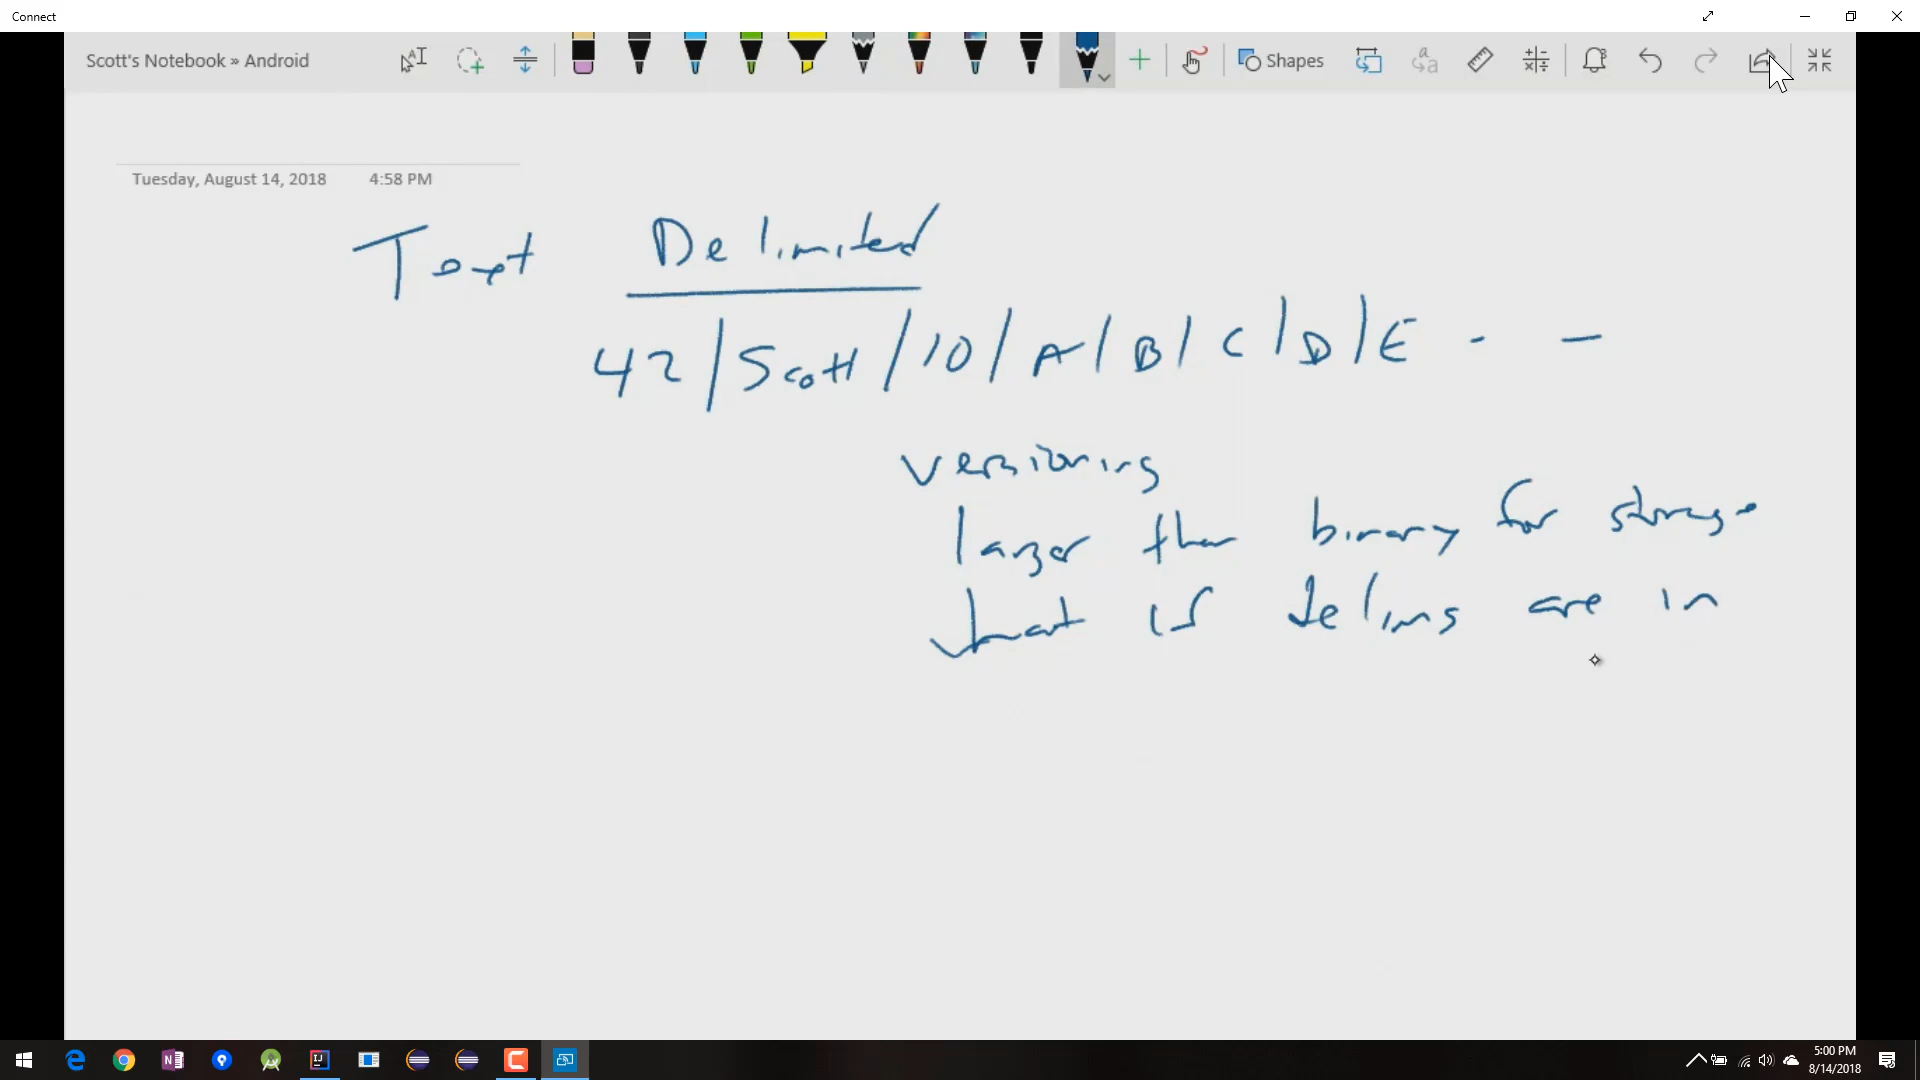 Connect
Scott's Notebook » Android
Shapes
Tuesday, August 14, 2018 4:58 PM
Text Delimited
42/Scott/10/A/B/C/D/E - -
versioning
larger than binary for storage
what if delims are in
5:00 PM
8/14/2018